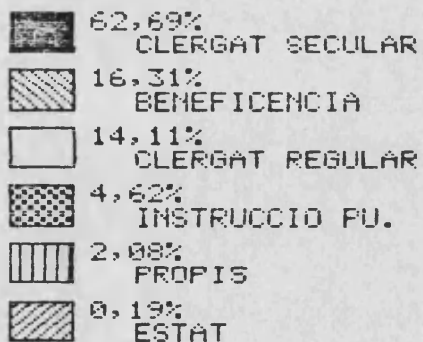 62,69%
CLERGAT SECULAR
16,31%
BENEFICENCIA
14,11%
CLERGAT REGULAR
4,62%
INSTRUCCIO PU.
2,08%
PROPIS
0,19%
ESTAT